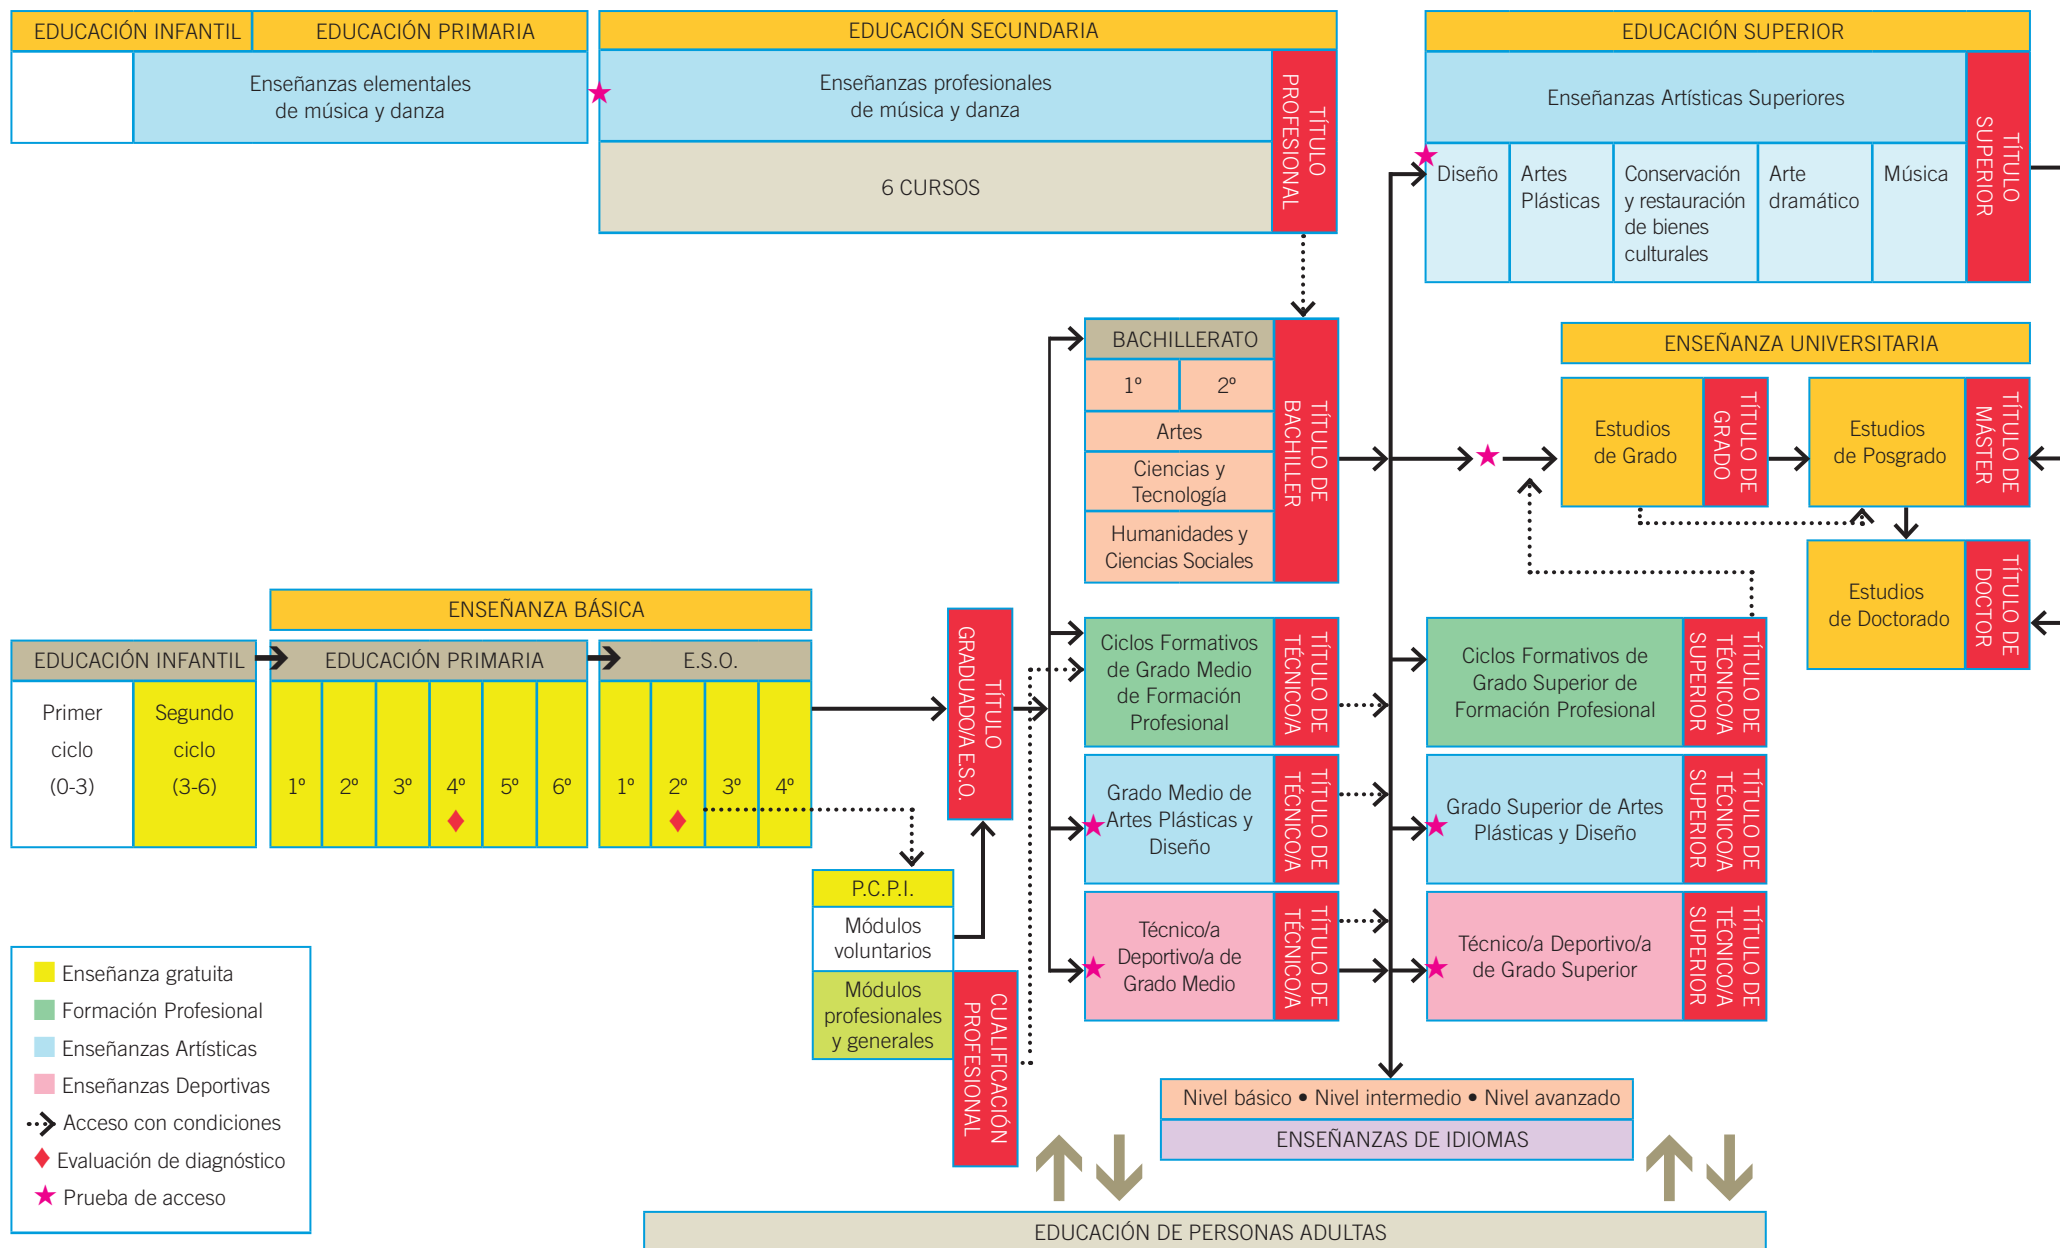 EDUCACIÓN INFANTIL
EDUCACIÓN PRIMARIA
Enseñanzas elementales
de música y danza
EDUCACIÓN SECUNDARIA
Enseñanzas profesionales
de música y danza
6 CURSOS
TÍTULO
PROFESIONAL
EDUCACIÓN SUPERIOR
Enseñanzas Artísticas Superiores
Diseño
Artes
Plásticas
Conservación
y restauración
de bienes
culturales
Arte
dramático
Música
TÍTULO
SUPERIOR
BACHILLERATO
1º
2º
Artes
Ciencias y
Tecnología
Humanidades y
Ciencias Sociales
TÍTULO DE
BACHILLER
ENSEÑANZA UNIVERSITARIA
Estudios
de Grado
TÍTULO DE
GRADO
Estudios
de Posgrado
TÍTULO DE
MÁSTER
Estudios
de Doctorado
TÍTULO DE
DOCTOR
ENSEÑANZA BÁSICA
EDUCACIÓN INFANTIL
EDUCACIÓN PRIMARIA
E.S.O.
Primer
ciclo
(0-3)
Segundo
ciclo
(3-6)
1º
2º
3º
4º
5º
6º
1º
2º
3º
4º
TÍTULO
GRADUADO/A E.S.O.
P.C.P.I.
Módulos
voluntarios
Módulos
profesionales
y generales
CUALIFICACIÓN
PROFESIONAL
Ciclos Formativos
de Grado Medio
de Formación
Profesional
TÍTULO DE
TÉCNICO/A
Grado Medio de
Artes Plásticas y
Diseño
TÍTULO DE
TÉCNICO/A
Técnico/a
Deportivo/a de
Grado Medio
TÍTULO DE
TÉCNICO/A
Ciclos Formativos de
Grado Superior de
Formación Profesional
TÍTULO DE
TÉCNICO/A
SUPERIOR
Grado Superior de Artes
Plásticas y Diseño
TÍTULO DE
TÉCNICO/A
SUPERIOR
Técnico/a Deportivo/a
de Grado Superior
TÍTULO DE
TÉCNICO/A
SUPERIOR
Nivel básico • Nivel intermedio • Nivel avanzado
ENSEÑANZAS DE IDIOMAS
EDUCACIÓN DE PERSONAS ADULTAS
Enseñanza gratuita
Formación Profesional
Enseñanzas Artísticas
Enseñanzas Deportivas
Acceso con condiciones
Evaluación de diagnóstico
Prueba de acceso